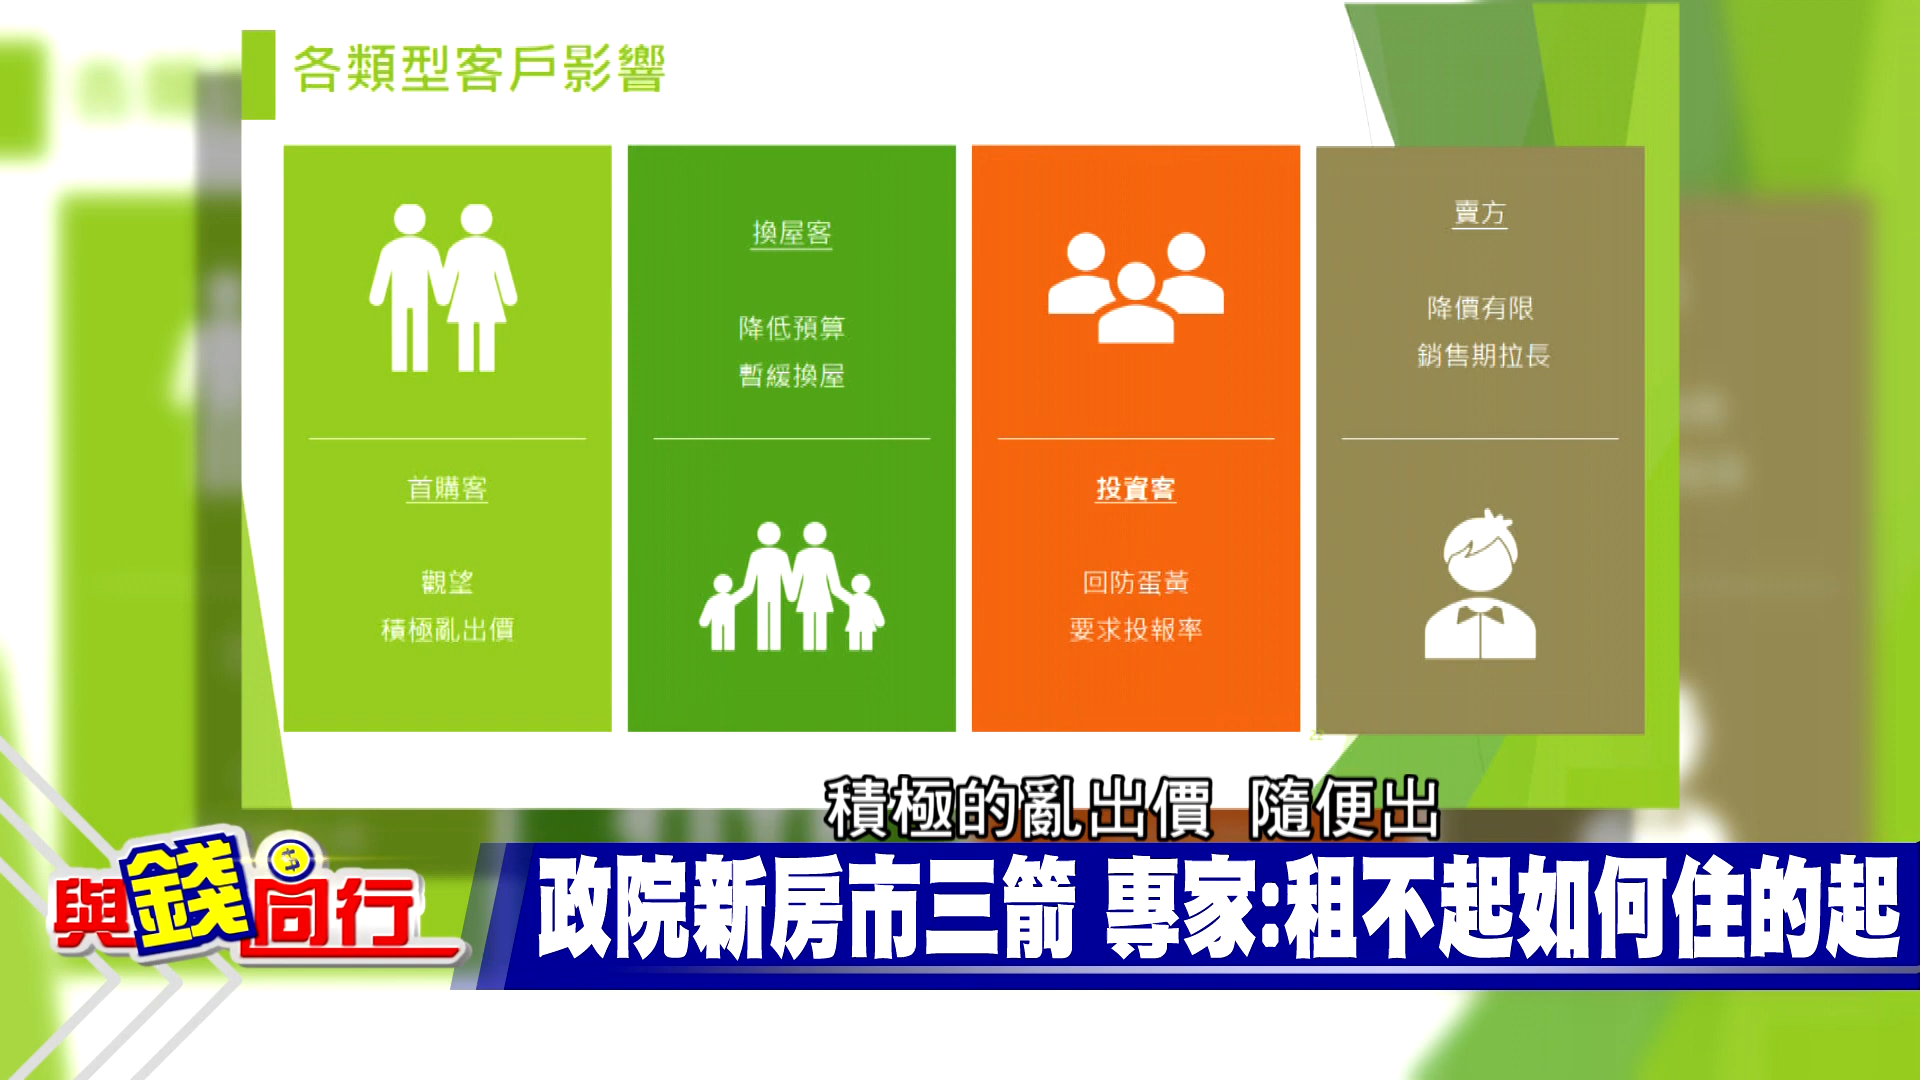 各類型客戶影響
首購客
觀望
積極亂出價
換屋客
降低預算
暫緩換屋
投資客
回防蛋黃
要求投報率
賣方
降價有限
銷售期拉長
22
積極的亂出價 隨便出
與錢同行
政院新房市三箭 專家:租不起如何住的起